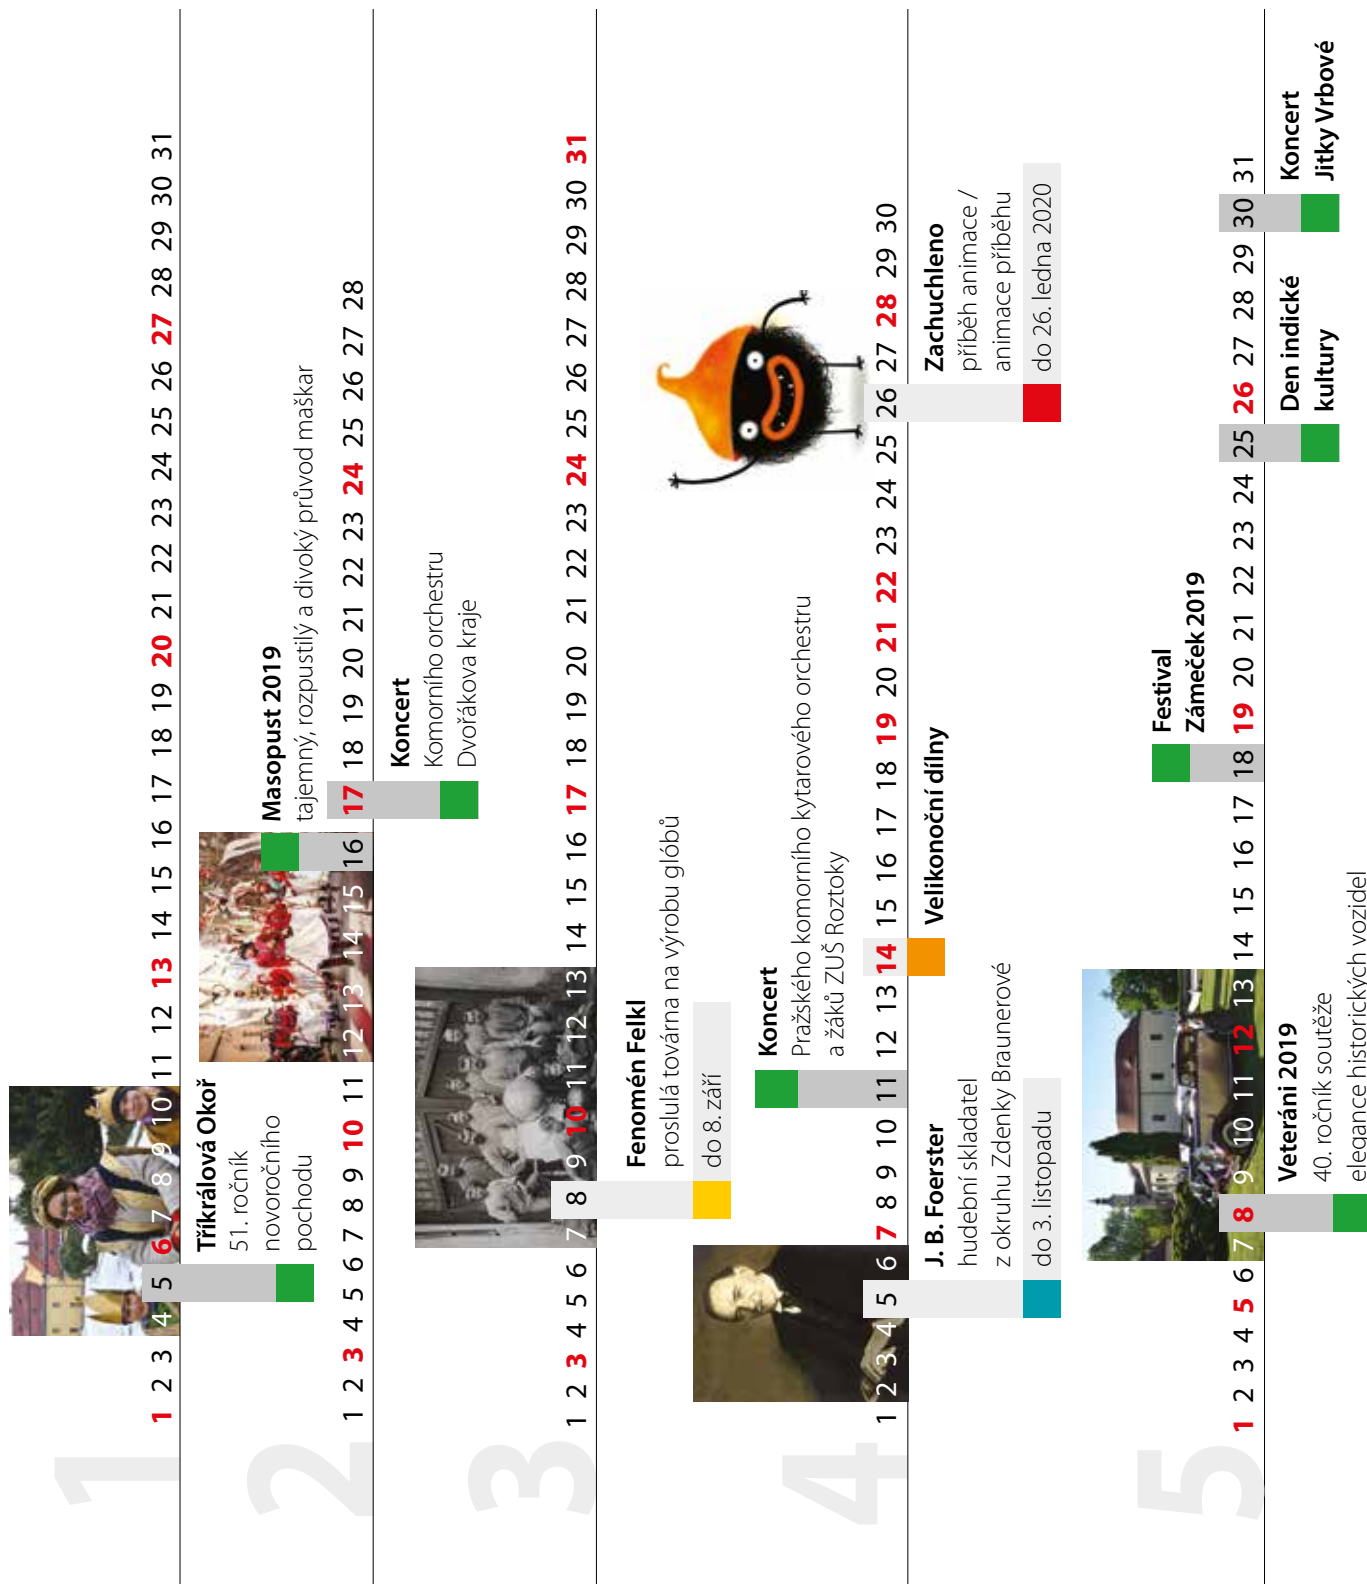 1
1 2 3 4 5 6 7 8 9 10 11 12 13 14 15 16 17 18 19 20 21 22 23 24 25 26 27 28 29 30 31
Tříkrálová Okoř
51. ročník
novoročního
pochodu
2
Masopust 2019
tajemný, rozpustilý a divoký průvod maškar
1 2 3 4 5 6 7 8 9 10 11 12 13 14 15 16 17 18 19 20 21 22 23 24 25 26 27 28
Koncert
Komorního orchestru
Dvořákova kraje
3
1 2 3 4 5 6 7 8 9 10 11 12 13 14 15 16 17 18 19 20 21 22 23 24 25 26 27 28 29 30 31
Fenomén Felkl
proslulá továrna na výrobu glóbů
do 8. září
4
Koncert
Pražského komorního kytarového orchestru
a žáků ZUŠ Roztoky
1 2 3 4 5 6 7 8 9 10 11 12 13 14 15 16 17 18 19 20 21 22 23 24 25 26 27 28 29 30
J. B. Foerster
hudební skladatel
z okruhu Zdenky Braunerové
do 3. listopadu
Velikonoční dílny
Zachuchleno
příběh animace /
animace příběhu
do 26. ledna 2020
5
Festival
Zámeček 2019
1 2 3 4 5 6 7 8 9 10 11 12 13 14 15 16 17 18 19 20 21 22 23 24 25 26 27 28 29 30 31
Veteráni 2019
40. ročník soutěže
elegance historických vozidel
Den indické
kultury
Koncert
Jitky Vrbové